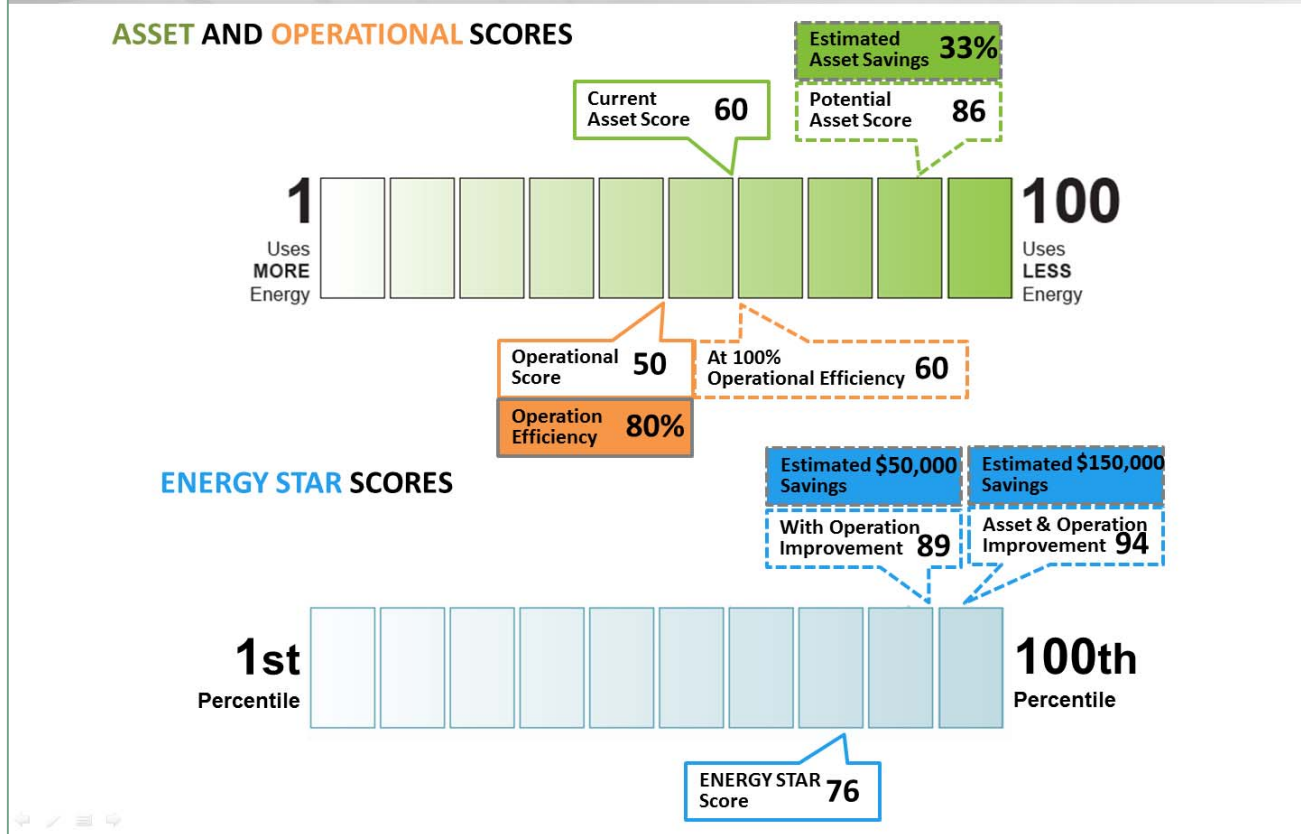 ASSET AND OPERATIONAL SCORES
Estimated
Asset Savings 33%
Current
Asset Score 60
Potential
Asset Score 86
1
Uses
MORE
Energy
100
Uses
LESS
Energy
Operational
Score 50
At 100%
Operational Efficiency 60
Operation
Efficiency 80%
ENERGY STAR SCORES
Estimated $50,000
Savings
Estimated $150,000
Savings
With Operation
Improvement 89
Asset & Operation
Improvement 94
1st
Percentile
100th
Percentile
ENERGY STAR
Score 76